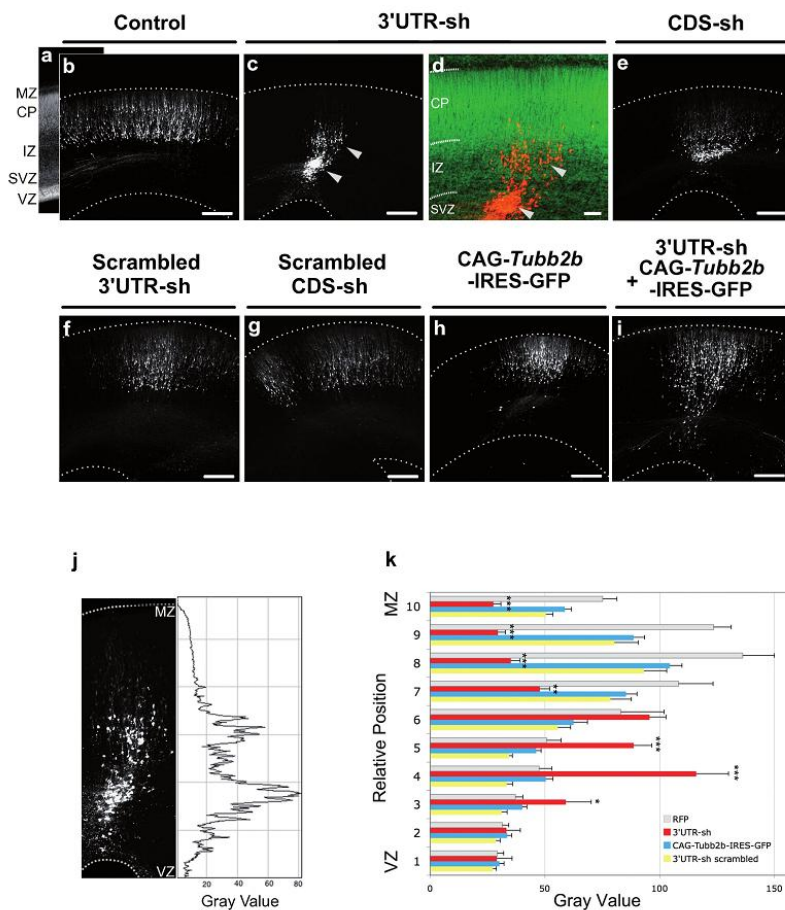 Control
3'UTR-sh
CDS-sh
a
b
c
d
e
MZ
CP
IZ
SVZ
VZ
CP
IZ
SVZ
Scrambled
3'UTR-sh
Scrambled
CDS-sh
CAG-Tubb2b
-IRES-GFP
3'UTR-sh
+ CAG-Tubb2b
-IRES-GFP
f
g
h
i
j
MZ
VZ
20 40 60 80
Gray Value
k
MZ
Relative Position
VZ
10
9
8
7
6
5
4
3
2
1
***
***
***
**
***
***
*
RFP
3'UTR-sh
CAG-Tubb2b-IRES-GFP
3'UTR-sh scrambled
0 50 100 150
Gray Value